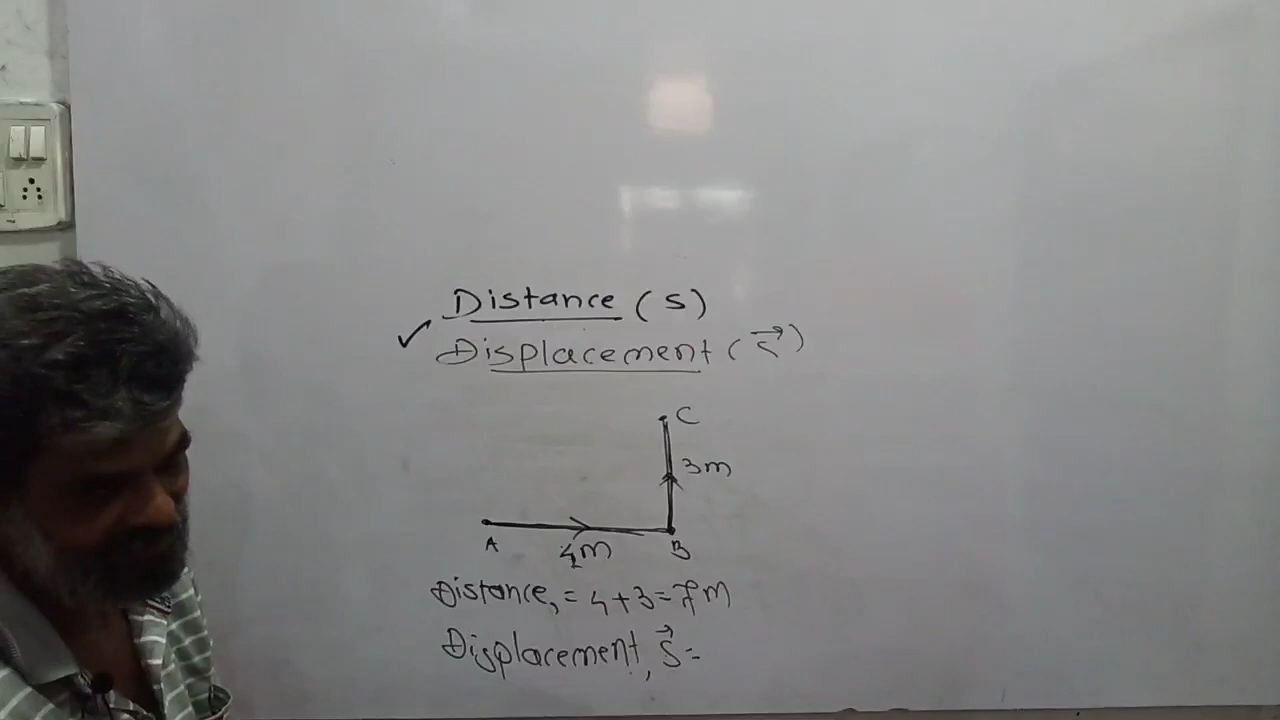 Distance (s)
✓ Displacement (s⃗)
C
3m
A
4m
B
Distance, = 4+3=7m
Displacement, s⃗ =